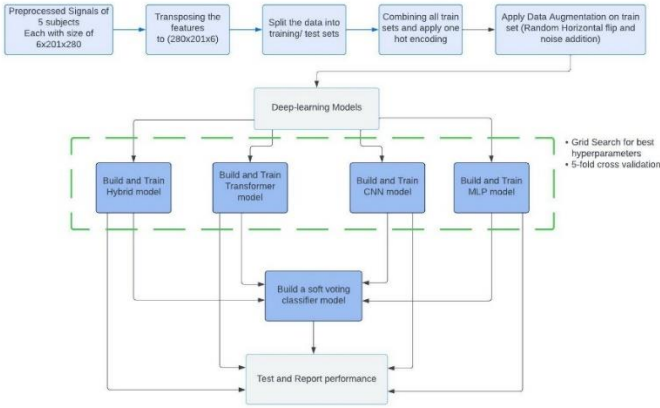 Preprocessed Signals of
5 subjects
Each with size of
6x201x280
Transposing the
features
to (280x201x6)
Split the data into
training/ test sets
Combining all train
sets and apply one
hot encoding
Apply Data Augmentation on train
set (Random Horizontal flip and
noise addition)
Deep-learning Models
Build and Train
Hybrid model
Build and Train
Transformer
model
Build and Train
CNN model
Build and Train
MLP model
• Grid Search for best
hyperparameters
• 5-fold cross validation
Build a soft voting
classifier model
Test and Report performance